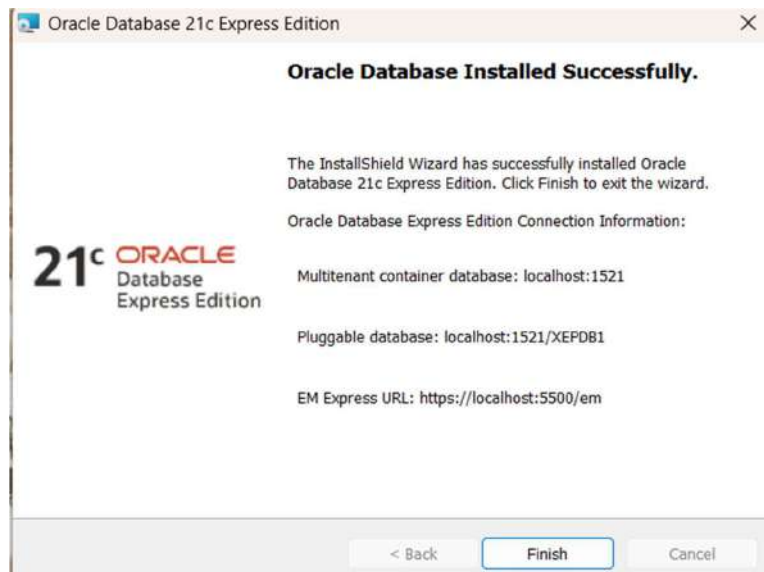 Oracle Database 21c Express Edition
Oracle Database Installed Successfully.
The InstallShield Wizard has successfully installed Oracle
Database 21c Express Edition. Click Finish to exit the wizard.
Oracle Database Express Edition Connection Information:
21c ORACLE
Database
Express Edition
Multitenant container database: localhost:1521
Pluggable database: localhost:1521/XEPDB1
EM Express URL: https://localhost:5500/em
< Back
Finish
Cancel